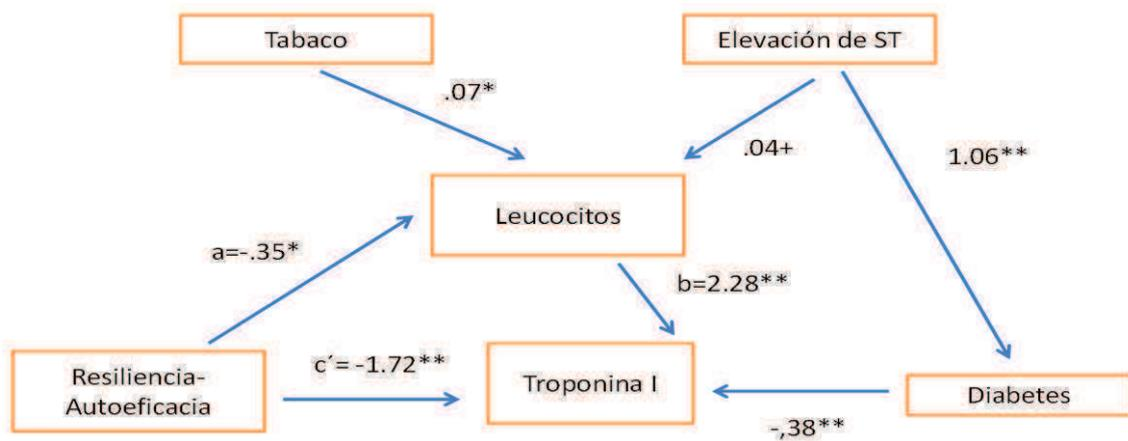 Tabaco
Elevación de ST
.07*
.04+
1.06**
Leucocitos
a=-.35*
b=2.28**
Resiliencia-
Autoeficacia
c´= -1.72**
Troponina I
Diabetes
-,38**